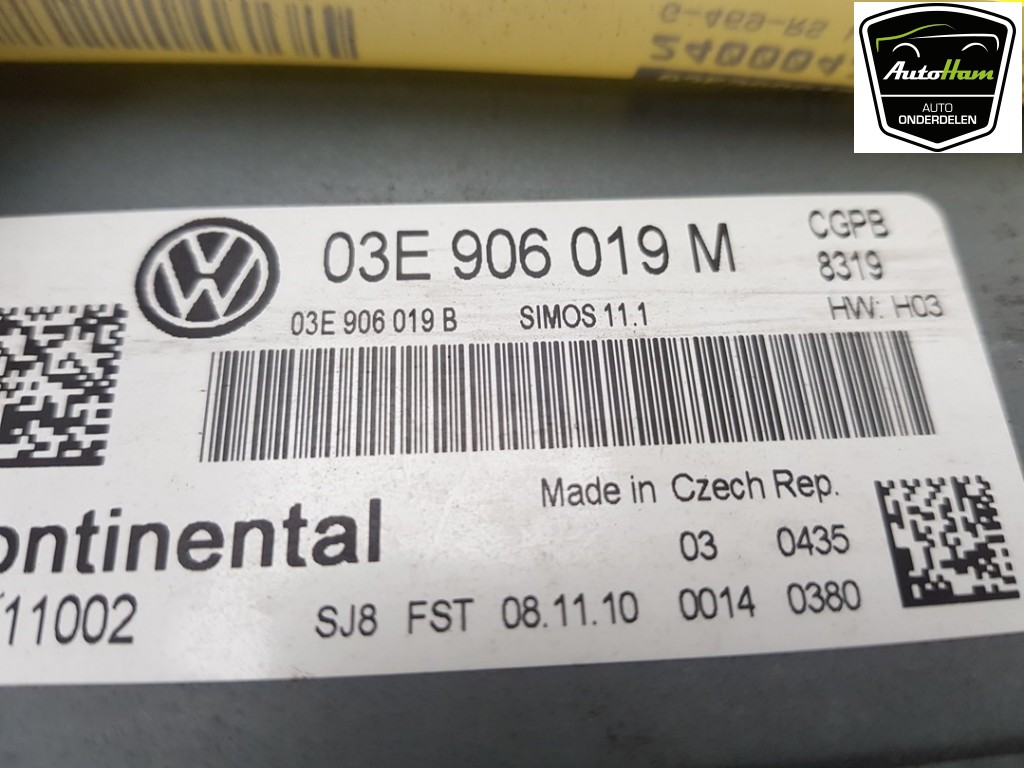 AutoHam
AUTO
ONDERDELEN
03E 906 019 M
CGPB
8319
03E 906 019 B SIMOS 11.1
HW: H03
Made in Czech Rep.
ontinental
03 0435
11002
SJ8 FST 08.11.10 0014 0380